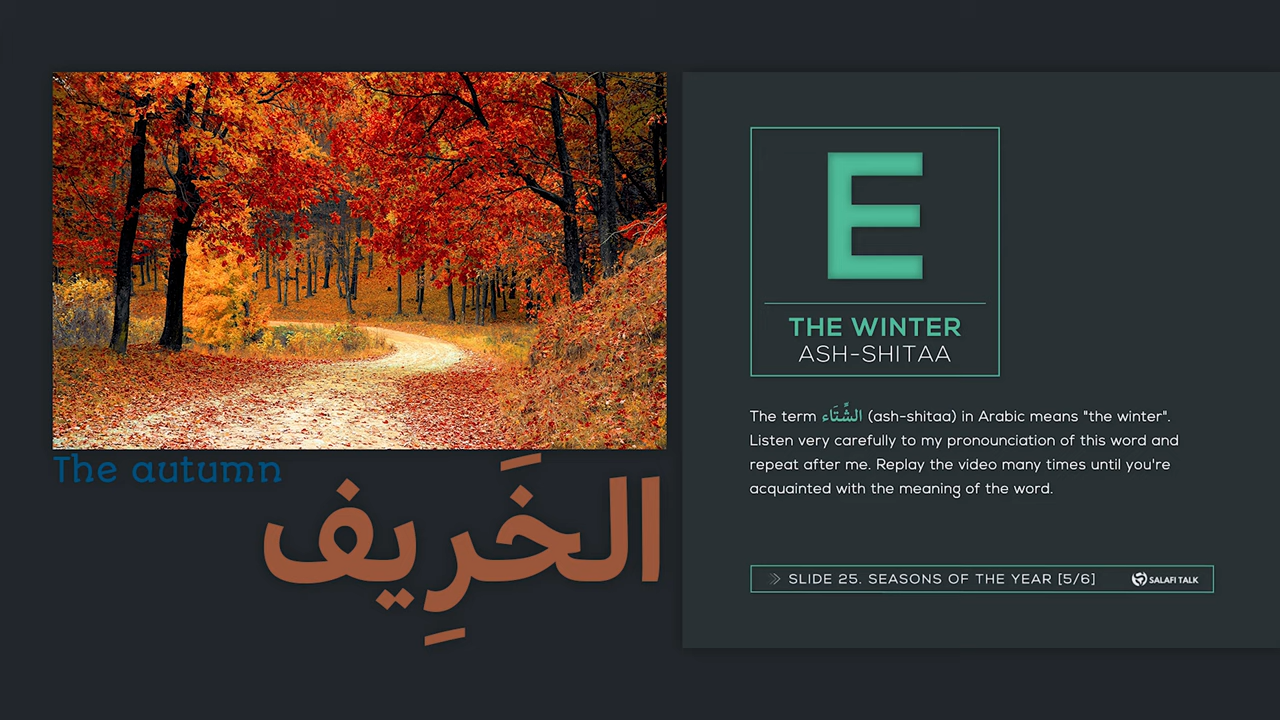 The autumn
الخَرِيف
E
THE WINTER
ASH-SHITAA
The term الشِّتَاء (ash-shitaa) in Arabic means "the winter".
Listen very carefully to my pronounciation of this word and
repeat after me. Replay the video many times until you're
acquainted with the meaning of the word.
SLIDE 25. SEASONS OF THE YEAR [5/6]
SALAFI TALK